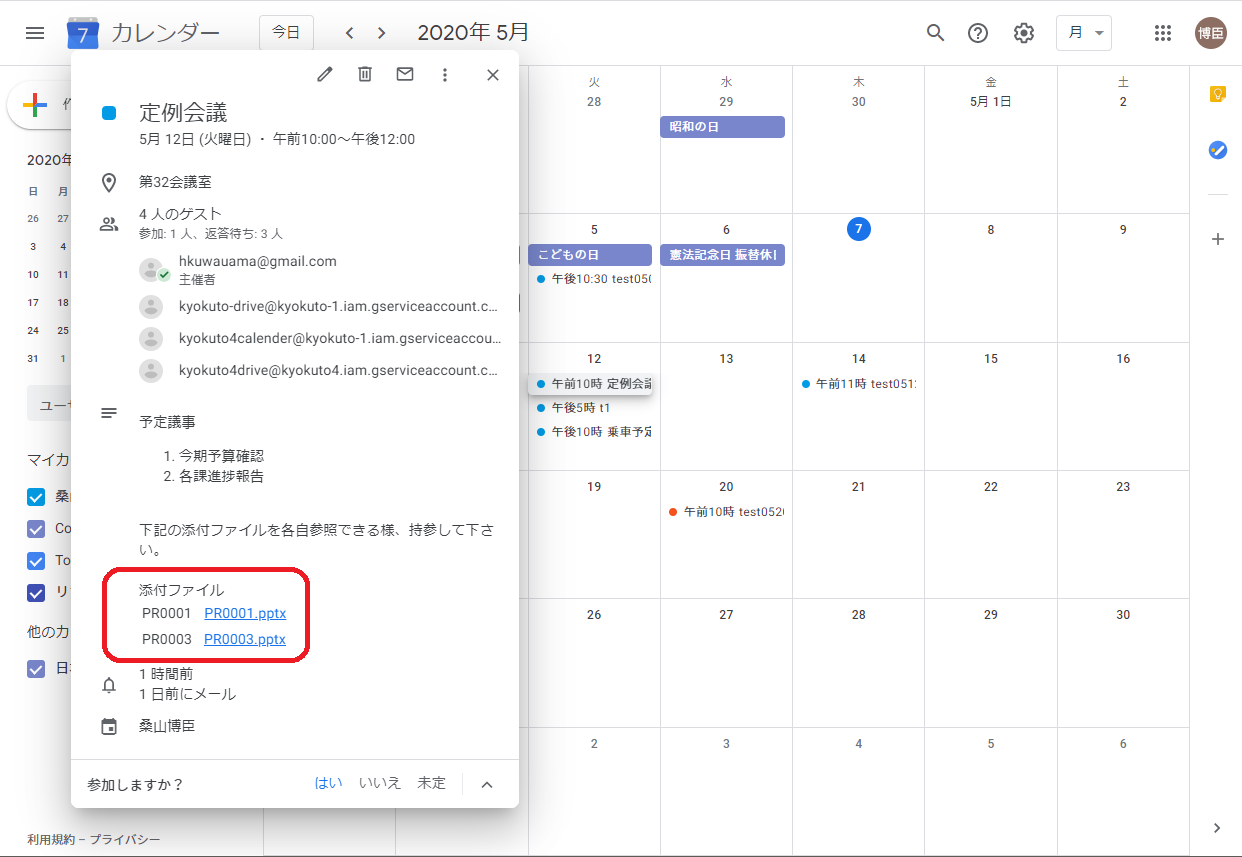 7 カレンダー 今日 2020年 5月 月 博臣
定例会議
5月 12日 (火曜日) ・ 午前10:00～午後12:00
第32会議室
4 人のゲスト
参加: 1 人、返答待ち: 3 人
hkuwauama@gmail.com
主催者
kyokuto-drive@kyokuto-1.iam.gserviceaccount.c...
kyokuto4calender@kyokuto-1.iam.gserviceaccou...
kyokuto4drive@kyokuto4.iam.gserviceaccount.c...
予定議事
1. 今期予算確認
2. 各課進捗報告
下記の添付ファイルを各自参照できる様、持参して下さ
い。
添付ファイル
PR0001 PR0001.pptx
PR0003 PR0003.pptx
1 時間前
1 日前にメール
桑山博臣
参加しますか？ はい いいえ 未定
2020年
日 月
26 27
3 4
10 11
17 18
24 25
31 1
ユーザ
マイカ
桑
Co
To
リ
他のカ
日
利用規約 – プライバシー
火 水 木 金 土
28 29 30 5月 1日 2
昭和の日
5 6 7 8 9
こどもの日 憲法記念日 振替休
午後10:30 test050
12 13 14 15 16
午前10時 定例会議 午前11時 test051
午後5時 t1
午後10時 乗車予定
19 20 21 22 23
午前10時 test052
26 27 28 29 30
2 3 4 5 6